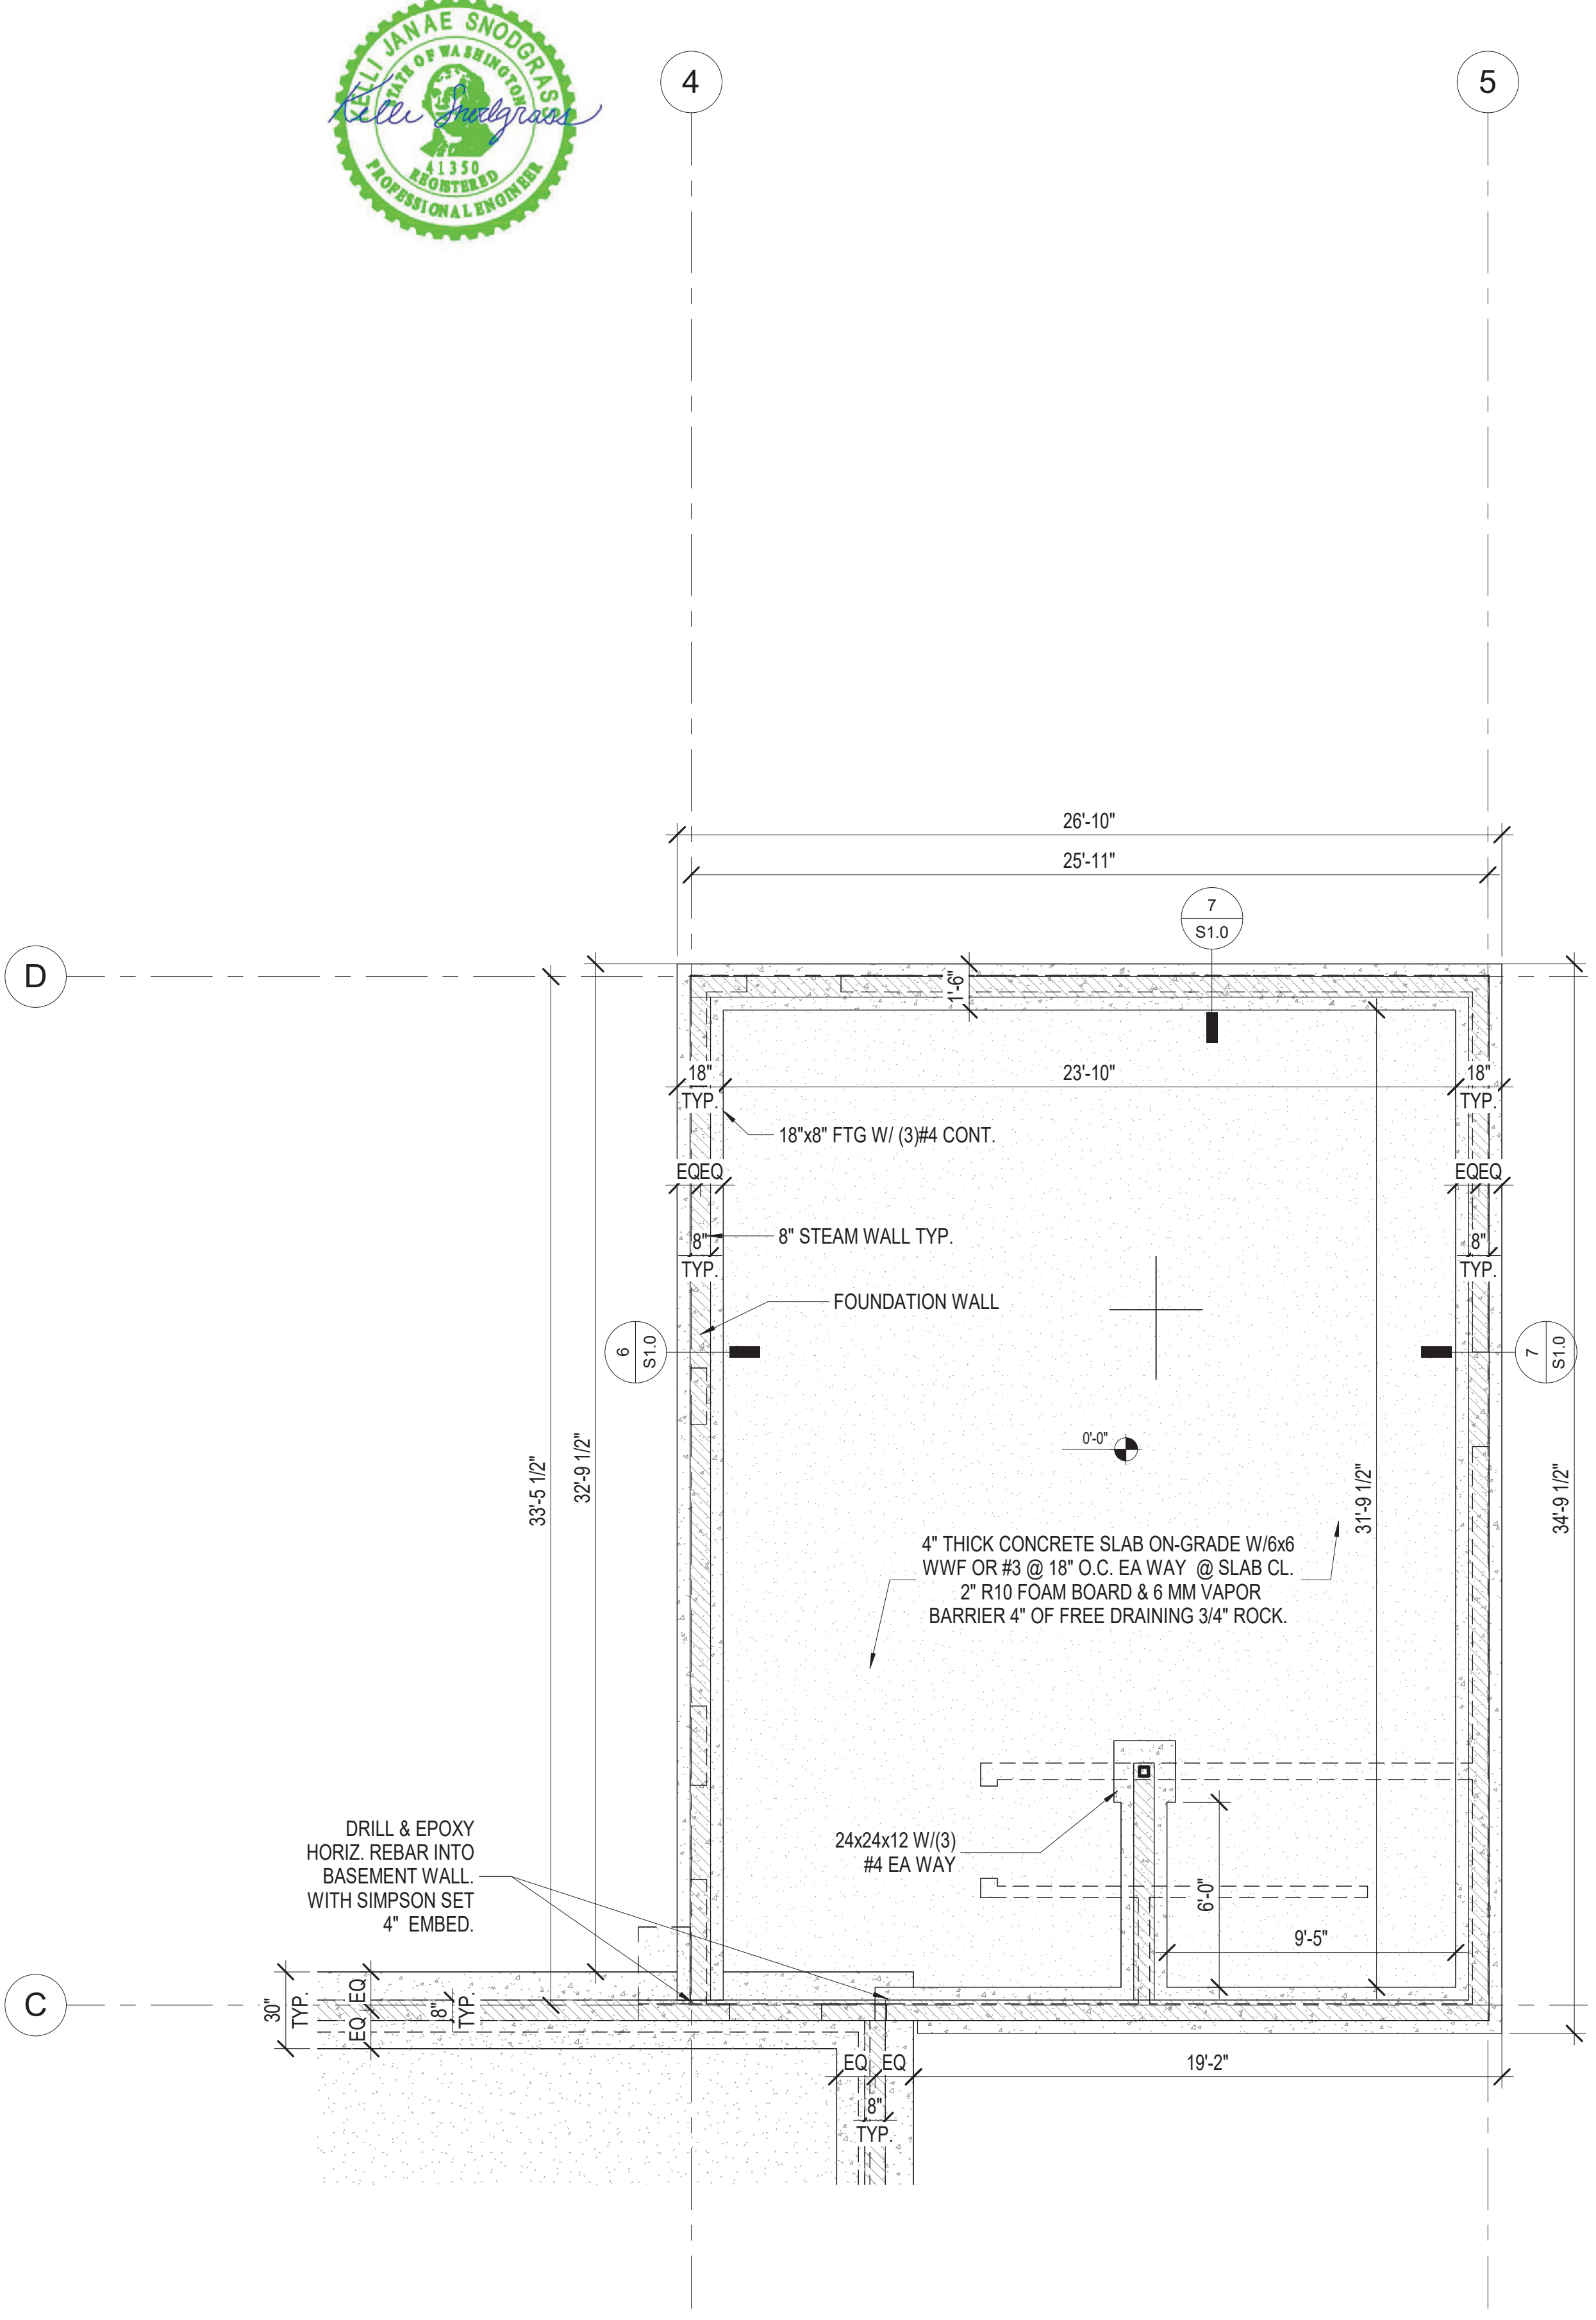 KELLI JANAE SNODGRASS
STATE OF WASHINGTON
Kelli Snodgrass
41350
REGISTERED
PROFESSIONAL ENGINEER
4
5
26'-10"
25'-11"
7
S1.0
D
1'-6"
18"
TYP.
23'-10"
18"
TYP.
18"x8" FTG W/ (3)#4 CONT.
EQ EQ
EQ EQ
8" STEAM WALL TYP.
8"
TYP.
8"
TYP.
FOUNDATION WALL
6
S1.0
7
S1.0
0'-0"
33'-5 1/2"
32'-9 1/2"
31'-9 1/2"
34'-9 1/2"
4" THICK CONCRETE SLAB ON-GRADE W/6x6
WWF OR #3 @ 18" O.C. EA WAY @ SLAB CL.
2" R10 FOAM BOARD & 6 MM VAPOR
BARRIER 4" OF FREE DRAINING 3/4" ROCK.
DRILL & EPOXY
HORIZ. REBAR INTO
BASEMENT WALL.
WITH SIMPSON SET
4" EMBED.
24x24x12 W/(3)
#4 EA WAY
6'-0"
9'-5"
C
30"
TYP.
EQ
EQ
8"
TYP.
EQ
EQ
19'-2"
8"
TYP.